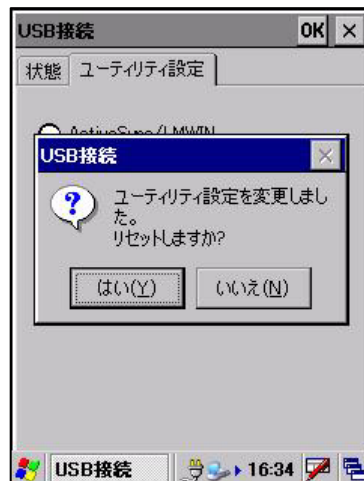 USB接続 OK ×
状態 ユーティリティ設定
ActiveSync/LMWIN
USB接続
ユーティリティ設定を変更しまし
た。
リセットしますか?
はい(Y) いいえ(N)
USB接続 16:34